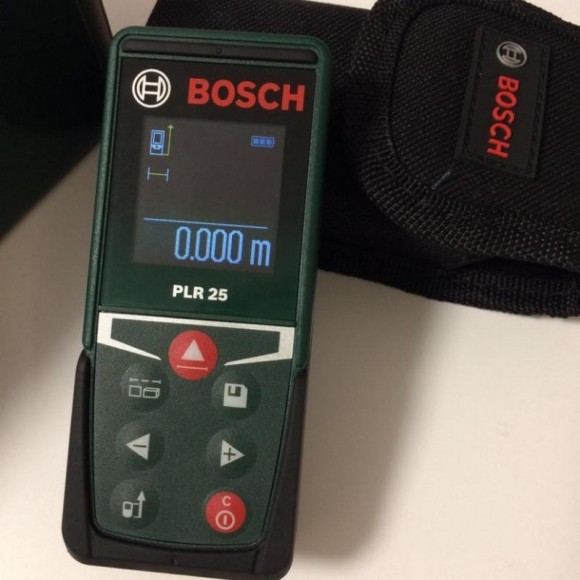 BOSCH
BOSCH
0.000 m
PLR 25
-
+
C